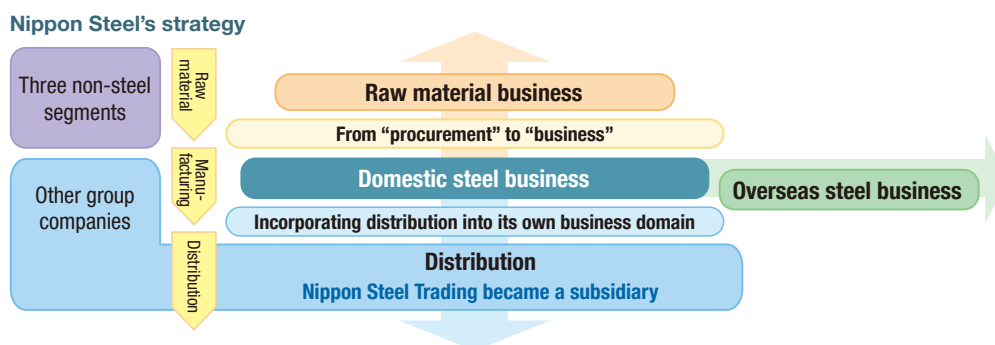 Nippon Steel's strategy
Three non-steel
segments
Raw
material
Raw material business
From “procurement” to “business”
Other group
companies
Manu-
facturing
Domestic steel business
Overseas steel business
Incorporating distribution into its own business domain
Distribution
Distribution
Nippon Steel Trading became a subsidiary